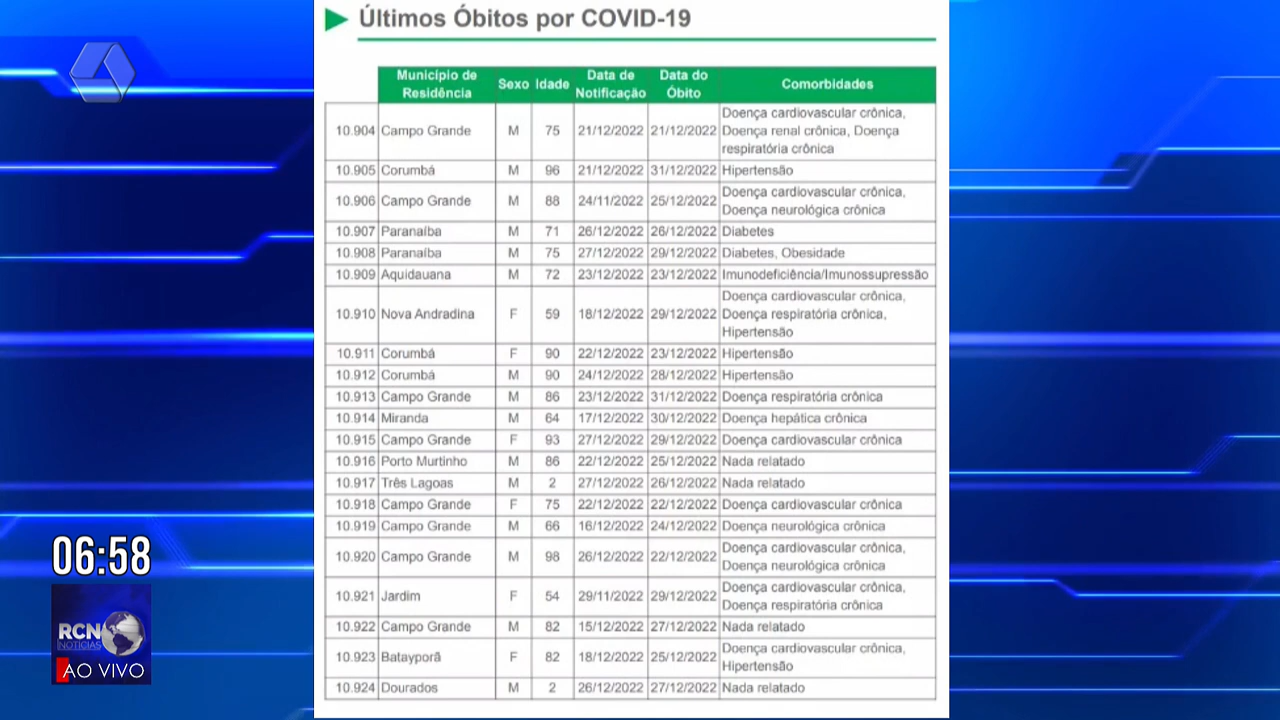 Últimos Óbitos por COVID-19
Município de Residência Sexo Idade Data de Notificação Data do Óbito Comorbidades
10.904 Campo Grande M 75 21/12/2022 21/12/2022 Doença cardiovascular crônica,
Doença renal crônica, Doença
respiratória crônica
10.905 Corumbá M 96 21/12/2022 31/12/2022 Hipertensão
10.906 Campo Grande M 88 24/11/2022 25/12/2022 Doença cardiovascular crônica,
Doença neurológica crônica
10.907 Paranaíba M 71 26/12/2022 26/12/2022 Diabetes
10.908 Paranaíba M 75 27/12/2022 29/12/2022 Diabetes, Obesidade
10.909 Aquidauana M 72 23/12/2022 23/12/2022 Imunodeficiência/Imunossupressão
10.910 Nova Andradina F 59 18/12/2022 29/12/2022 Doença cardiovascular crônica,
Doença respiratória crônica,
Hipertensão
10.911 Corumbá F 90 22/12/2022 23/12/2022 Hipertensão
10.912 Corumbá M 90 24/12/2022 28/12/2022 Hipertensão
10.913 Campo Grande M 86 23/12/2022 31/12/2022 Doença respiratória crônica
10.914 Miranda M 64 17/12/2022 30/12/2022 Doença hepática crônica
10.915 Campo Grande F 93 27/12/2022 29/12/2022 Doença cardiovascular crônica
10.916 Porto Murtinho M 86 22/12/2022 25/12/2022 Nada relatado
10.917 Três Lagoas M 2 27/12/2022 26/12/2022 Nada relatado
10.918 Campo Grande F 75 22/12/2022 22/12/2022 Doença cardiovascular crônica
10.919 Campo Grande M 66 16/12/2022 24/12/2022 Doença neurológica crônica
10.920 Campo Grande M 98 26/12/2022 22/12/2022 Doença cardiovascular crônica,
Doença neurológica crônica
10.921 Jardim F 54 29/11/2022 29/12/2022 Doença cardiovascular crônica,
Doença respiratória crônica
10.922 Campo Grande M 82 15/12/2022 27/12/2022 Nada relatado
10.923 Batayporã F 82 18/12/2022 25/12/2022 Doença cardiovascular crônica,
Hipertensão
10.924 Dourados M 2 26/12/2022 27/12/2022 Nada relatado
06:58
RCN
NOTÍCIAS
AO VIVO